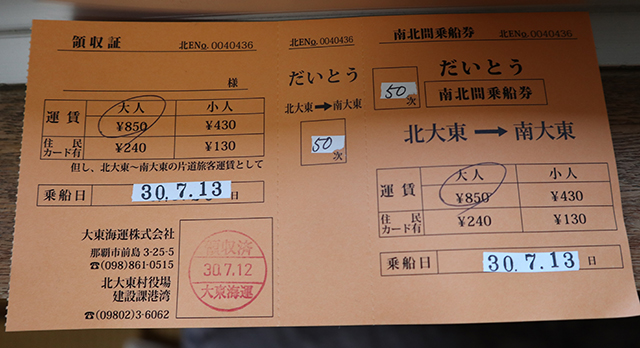 領収証 北ENo. 0040436
様
大人 小人
運賃 ¥850 ¥430
住民カード有 ¥240 ¥130
但し、北大東～南大東の片道旅客運賃として
乗船日 30.7.13 日
大東海運株式会社
那覇市前島 3-25-5
☎(098)861-0515
北大東村役場
建設課港湾
☎(09802)3-6062
領収済
30.7.12
大東海運
北ENo. 0040436
だいとう
北大東➡南大東
50次
南北間乗船券 北ENo. 0040436
50次
だいとう
南北間乗船券
北大東➡南大東
大人 小人
運賃 ¥850 ¥430
住民カード有 ¥240 ¥130
乗船日 30.7.13 日